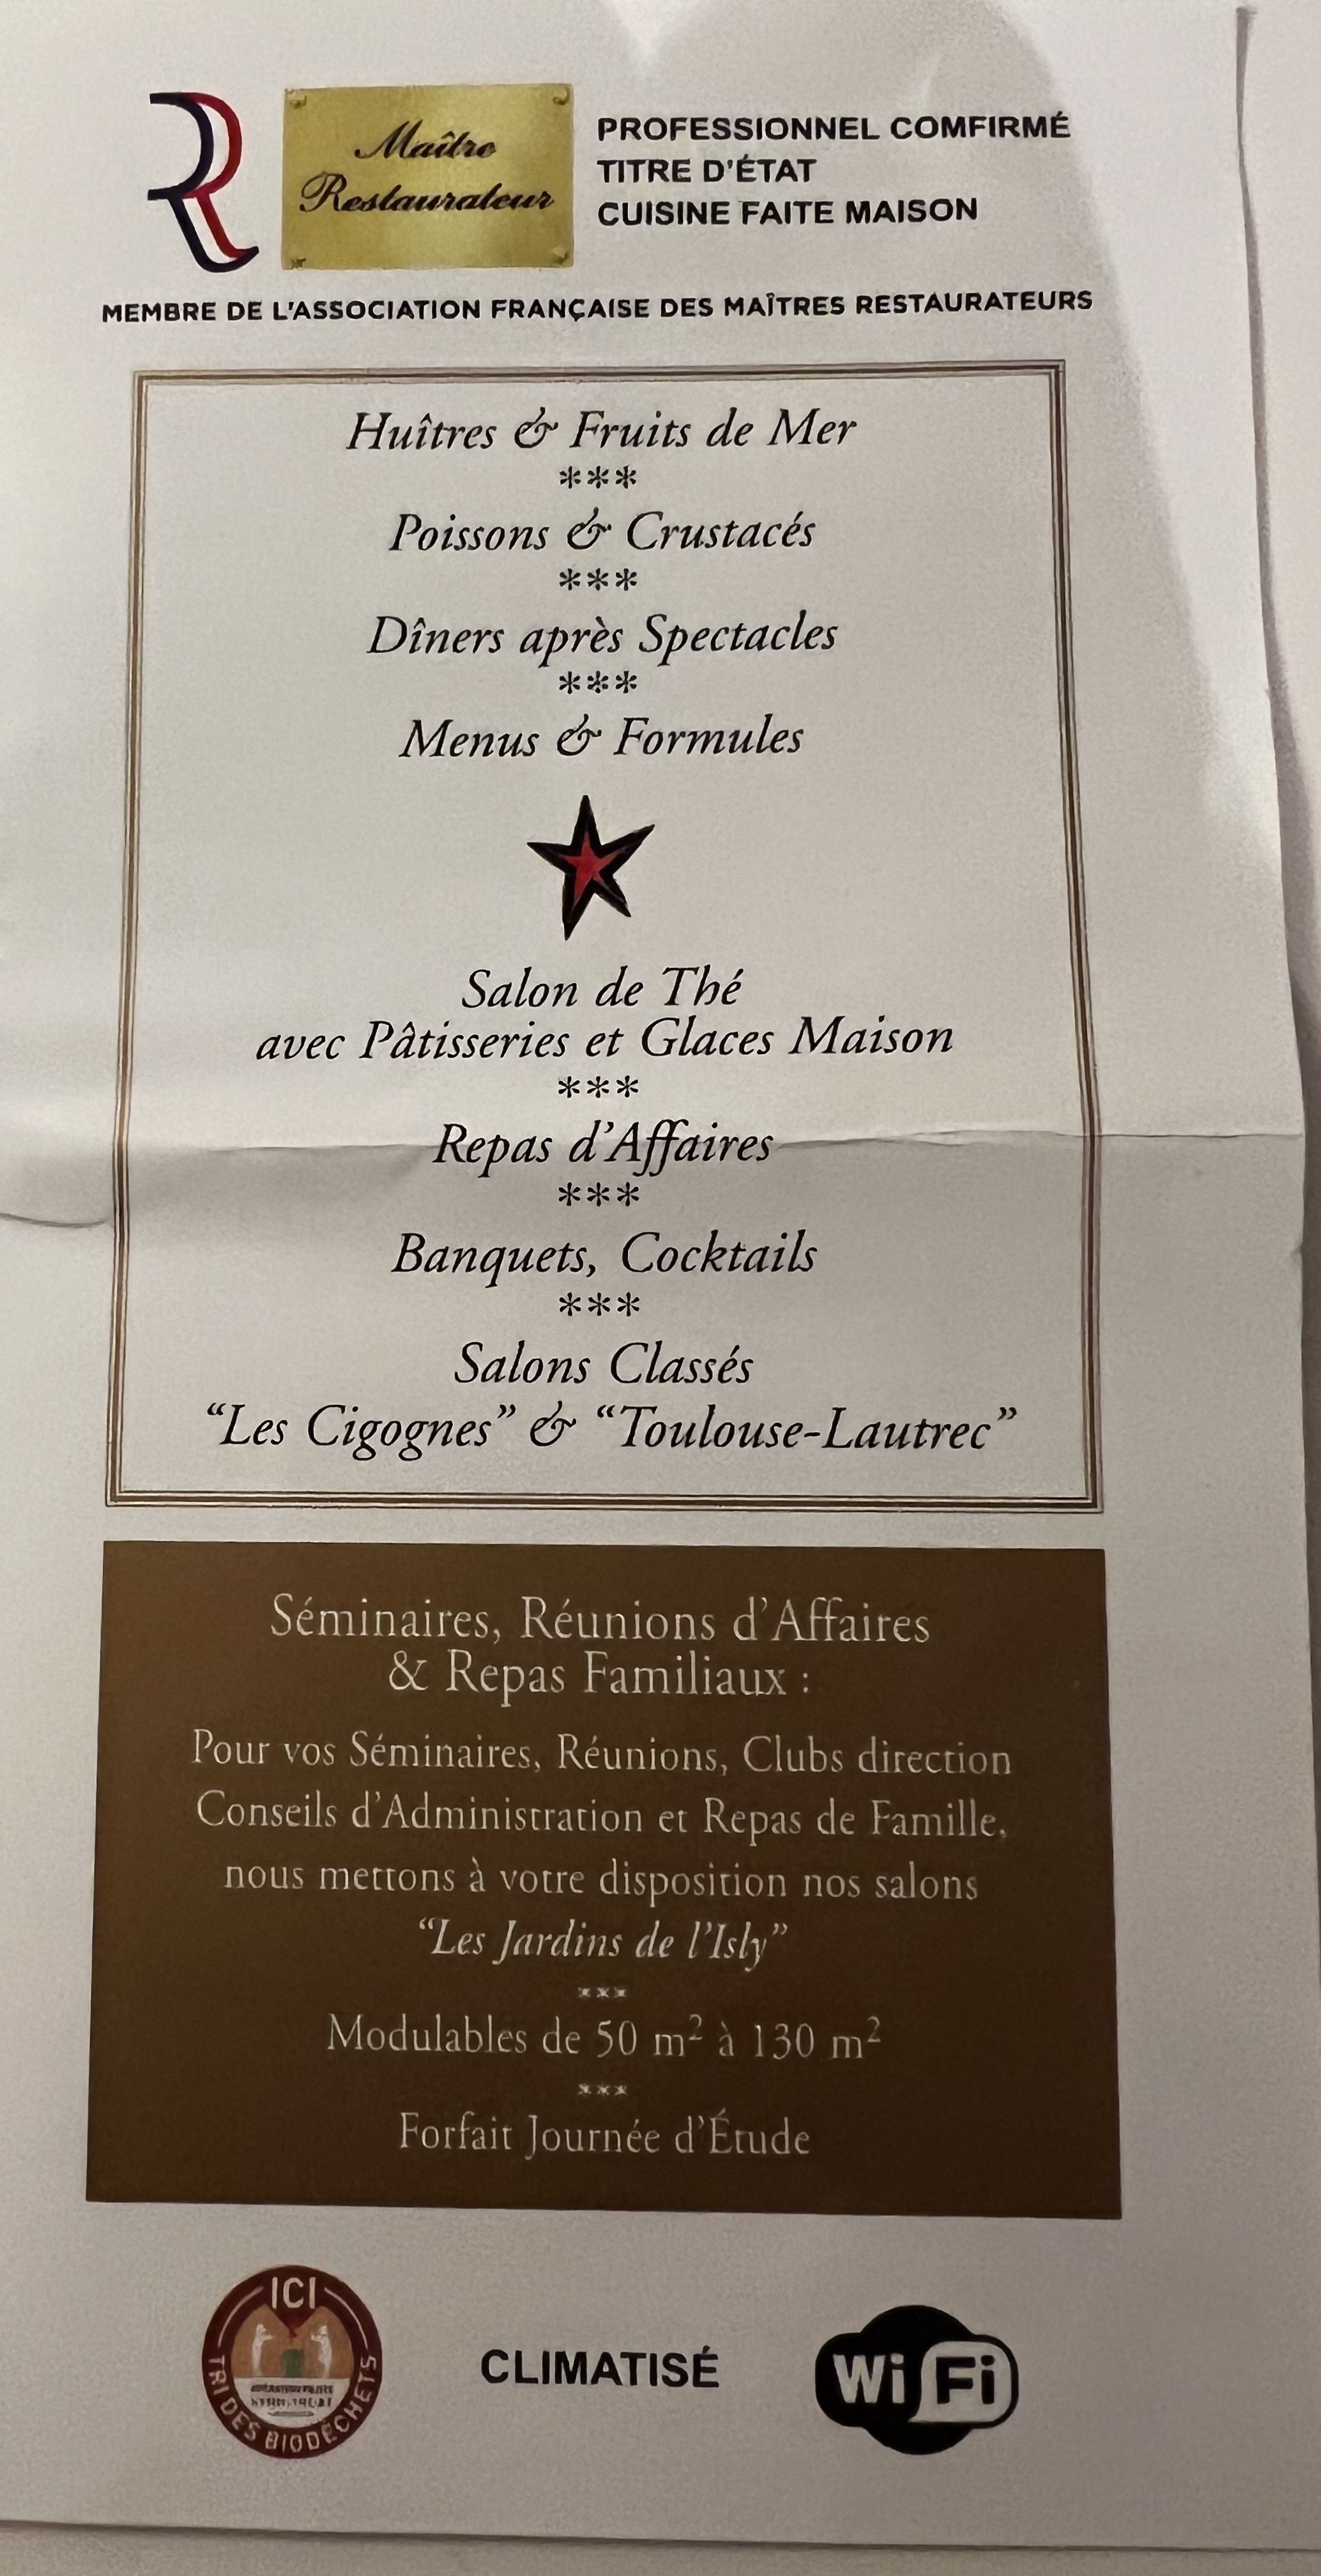 Maître
Restaurateur
PROFESSIONNEL COMFIRMÉ
TITRE D'ÉTAT
CUISINE FAITE MAISON
MEMBRE DE L'ASSOCIATION FRANÇAISE DES MAÎTRES RESTAURATEURS
Huîtres & Fruits de Mer
***
Poissons & Crustacés
***
Dîners après Spectacles
***
Menus & Formules
Salon de Thé
avec Pâtisseries et Glaces Maison
***
Repas d'Affaires
***
Banquets, Cocktails
***
Salons Classés
“Les Cigognes” & “Toulouse-Lautrec”
Séminaires, Réunions d'Affaires
& Repas Familiaux :
Pour vos Séminaires, Réunions, Clubs direction
Conseils d'Administration et Repas de Famille,
nous mettons à votre disposition nos salons
“Les Jardins de l'Isly”
***
Modulables de 50 m² à 130 m²
***
Forfait Journée d'Étude
ICI
TRI DES BIODÉCHETS
CLIMATISÉ
Wi Fi